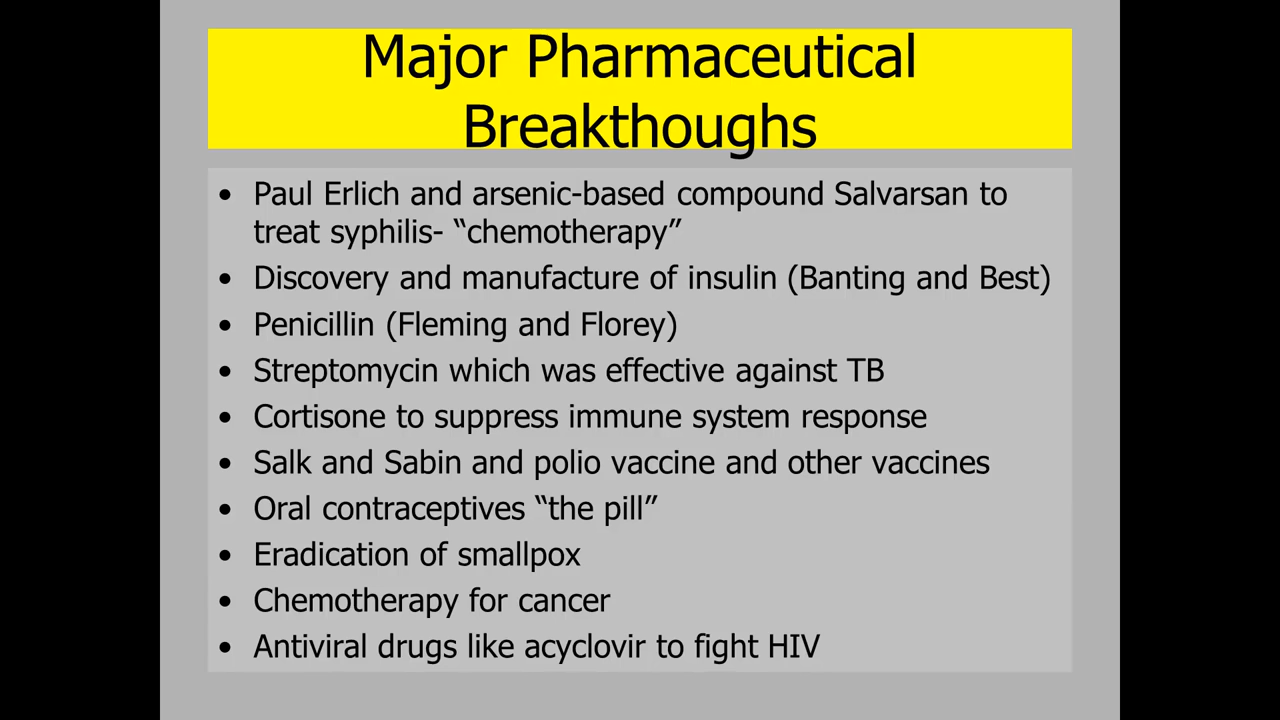 Major Pharmaceutical
Breakthoughs
• Paul Erlich and arsenic-based compound Salvarsan to
treat syphilis- “chemotherapy”
• Discovery and manufacture of insulin (Banting and Best)
• Penicillin (Fleming and Florey)
• Streptomycin which was effective against TB
• Cortisone to suppress immune system response
• Salk and Sabin and polio vaccine and other vaccines
• Oral contraceptives “the pill”
• Eradication of smallpox
• Chemotherapy for cancer
• Antiviral drugs like acyclovir to fight HIV